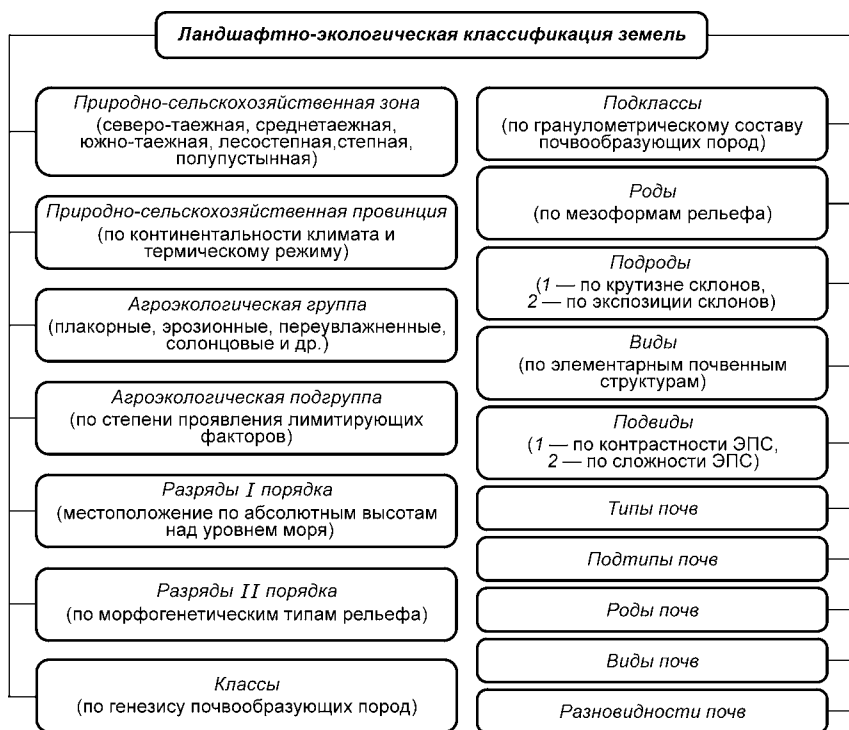 Ландшафтно-экологическая классификация земель
Природно-сельскохозяйственная зона
(северо-таежная, среднетаежная,
южно-таежная, лесостепная,степная,
полупустынная)
Природно-сельскохозяйственная провинция
(по континентальности климата и
термическому режиму)
Агроэкологическая группа
(плакорные, эрозионные, переувлажненные,
солонцовые и др.)
Агроэкологическая подгруппа
(по степени проявления лимитирующих
факторов)
Разряды I порядка
(местоположение по абсолютным высотам
над уровнем моря)
Разряды II порядка
(по морфогенетическим типам рельефа)
Классы
(по генезису почвообразующих пород)
Подклассы
(по гранулометрическому составу
почвообразующих пород)
Роды
(по мезоформам рельефа)
Подроды
(1 — по крутизне склонов,
2 — по экспозиции склонов)
Виды
(по элементарным почвенным
структурам)
Подвиды
(1 — по контрастности ЭПС,
2 — по сложности ЭПС)
Типы почв
Подтипы почв
Роды почв
Виды почв
Разновидности почв